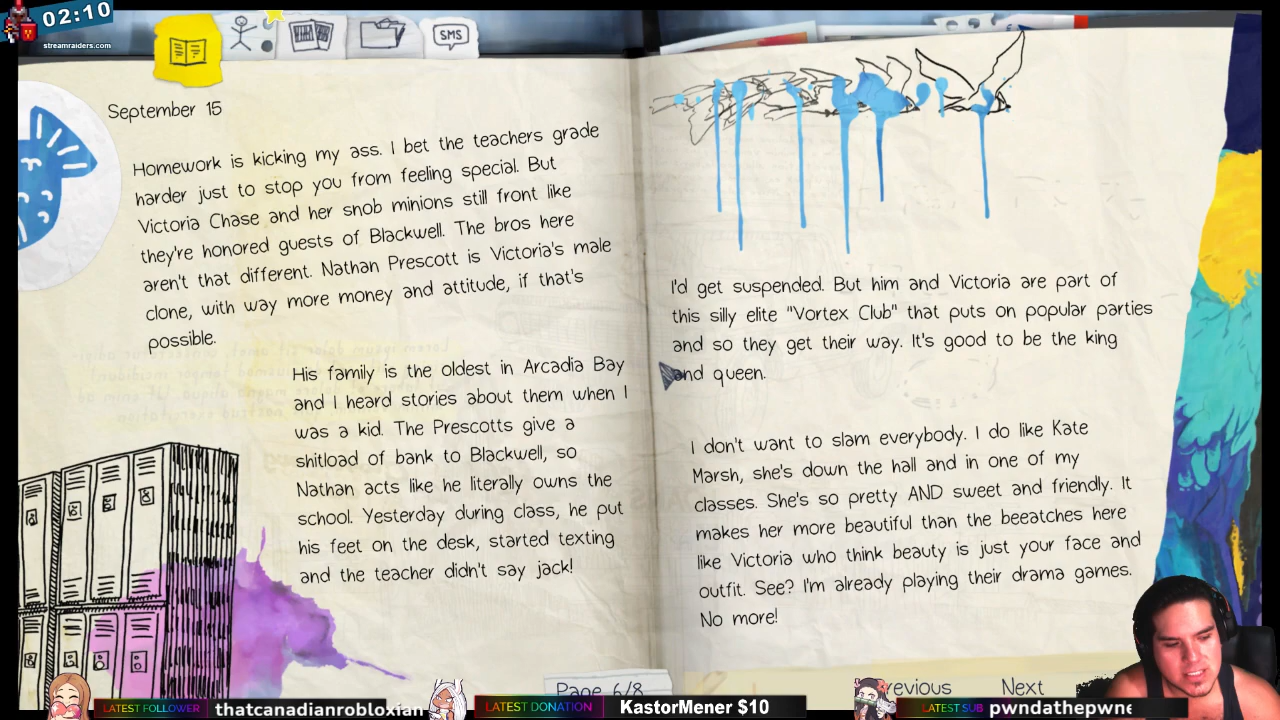 02:10
streamraiders.com
SMS
September 15
Homework is kicking my ass. I bet the teachers grade
harder just to stop you from feeling special. But
Victoria Chase and her snob minions still front like
they're honored guests of Blackwell. The bros here
aren't that different. Nathan Prescott is Victoria's male
clone, with way more money and attitude, if that's
possible.
His family is the oldest in Arcadia Bay
and I heard stories about them when I
was a kid. The Prescotts give a
shitload of bank to Blackwell, so
Nathan acts like he literally owns the
school. Yesterday during class, he put
his feet on the desk, started texting
and the teacher didn't say jack!
I'd get suspended. But him and Victoria are part of
this silly elite "Vortex Club" that puts on popular parties
and so they get their way. It's good to be the king
and queen.
I don't want to slam everybody. I do like Kate
Marsh, she's down the hall and in one of my
classes. She's so pretty AND sweet and friendly. It
makes her more beautiful than the beeatches here
like Victoria who think beauty is just your face and
outfit. See? I'm already playing their drama games.
No more!
Page 6/8
revious Next
LATEST FOLLOWER thatcanadianrobloxian
LATEST DONATION KastorMener $10
LATEST SUB pwndathepwne